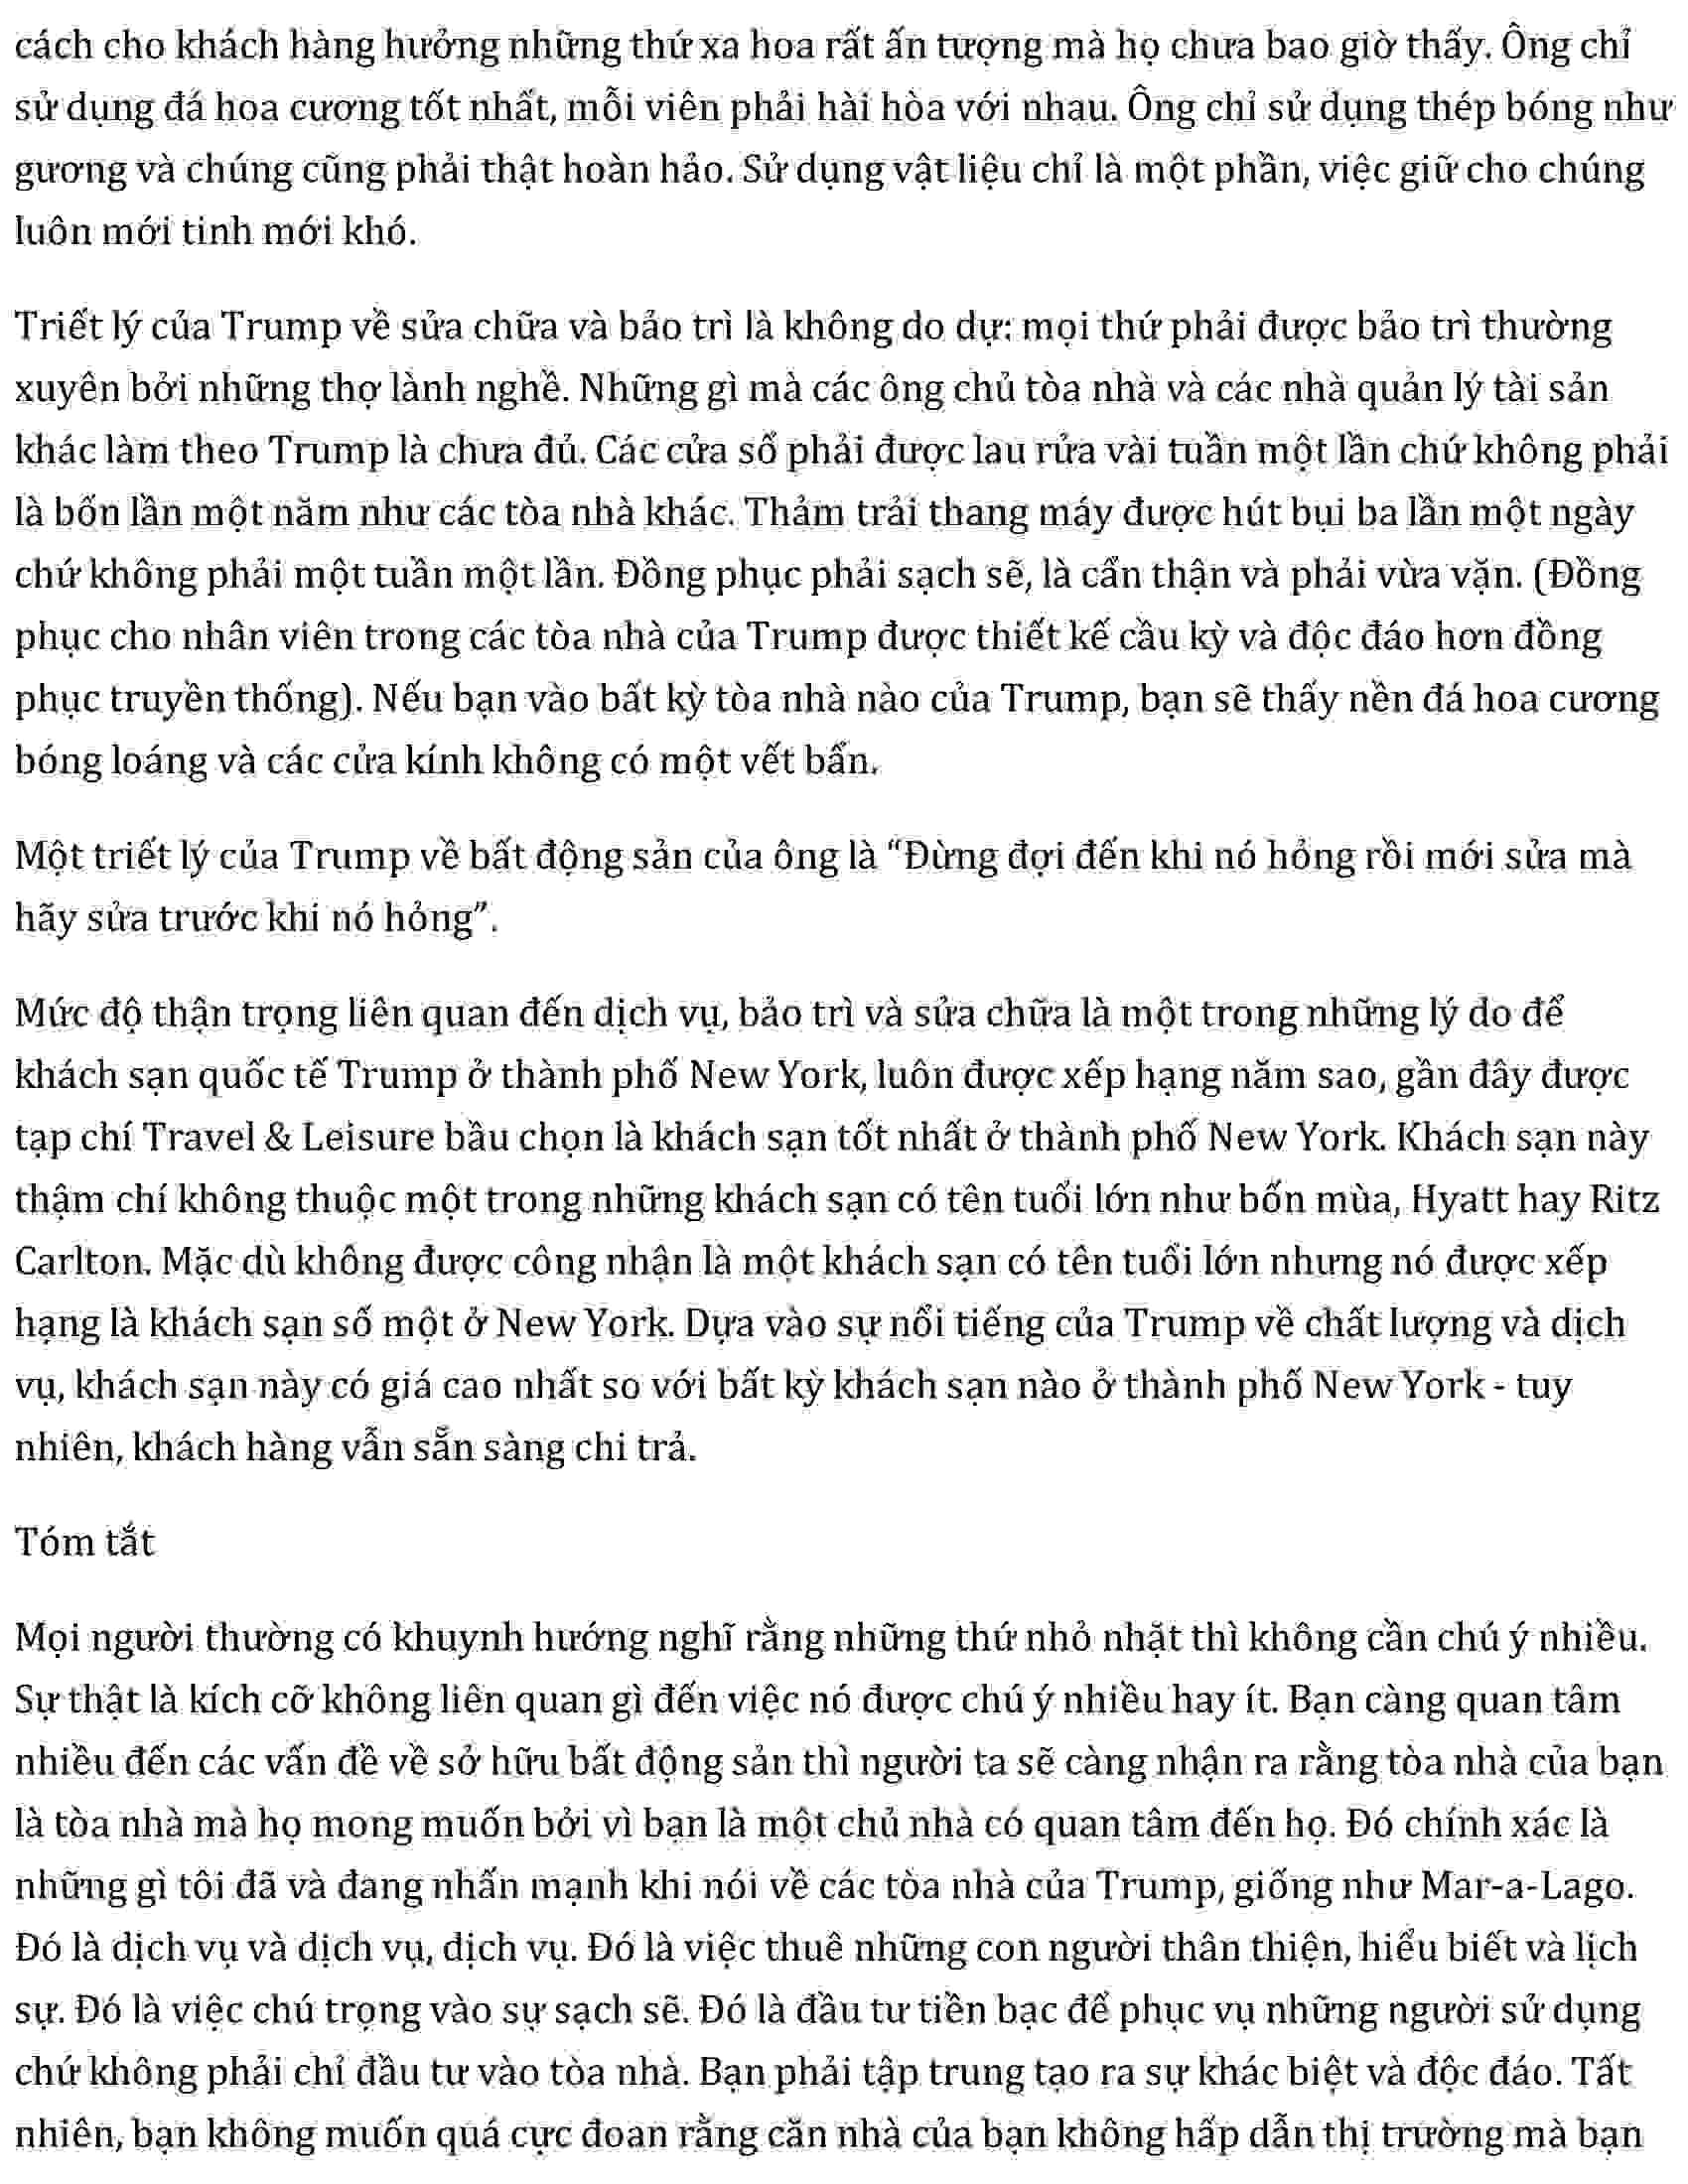 cách cho khách hàng hưởng những thứ xa hoa rất ấn tượng mà họ chưa bao giờ thấy. Ông chỉ
sử dụng đá hoa cương tốt nhất, mỗi viên phải hài hòa với nhau. Ông chỉ sử dụng thép bóng như
gương và chúng cũng phải thật hoàn hảo. Sử dụng vật liệu chỉ là một phần, việc giữ cho chúng
luôn mới tinh mới khó.
Triết lý của Trump về sửa chữa và bảo trì là không do dự: mọi thứ phải được bảo trì thường
xuyên bởi những thợ lành nghề. Những gì mà các ông chủ tòa nhà và các nhà quản lý tài sản
khác làm theo Trump là chưa đủ. Các cửa sổ phải được lau rửa vài tuần một lần chứ không phải
là bốn lần một năm như các tòa nhà khác. Thảm trải thang máy được hút bụi ba lần một ngày
chứ không phải một tuần một lần. Đồng phục phải sạch sẽ, là cẩn thận và phải vừa vặn. (Đồng
phục cho nhân viên trong các tòa nhà của Trump được thiết kế cầu kỳ và độc đáo hơn đồng
phục truyền thống). Nếu bạn vào bất kỳ tòa nhà nào của Trump, bạn sẽ thấy nền đá hoa cương
bóng loáng và các cửa kính không có một vết bẩn.
Một triết lý của Trump về bất động sản của ông là “Đừng đợi đến khi nó hỏng rồi mới sửa mà
hãy sửa trước khi nó hỏng”.
Mức độ thận trọng liên quan đến dịch vụ, bảo trì và sửa chữa là một trong những lý do để
khách sạn quốc tế Trump ở thành phố New York, luôn được xếp hạng năm sao, gần đây được
tạp chí Travel & Leisure bầu chọn là khách sạn tốt nhất ở thành phố New York. Khách sạn này
thậm chí không thuộc một trong những khách sạn có tên tuổi lớn như bốn mùa, Hyatt hay Ritz
Carlton. Mặc dù không được công nhận là một khách sạn có tên tuổi lớn nhưng nó được xếp
hạng là khách sạn số một ở New York. Dựa vào sự nổi tiếng của Trump về chất lượng và dịch
vụ, khách sạn này có giá cao nhất so với bất kỳ khách sạn nào ở thành phố New York - tuy
nhiên, khách hàng vẫn sẵn sàng chi trả.
Tóm tắt
Mọi người thường có khuynh hướng nghĩ rằng những thứ nhỏ nhặt thì không cần chú ý nhiều.
Sự thật là kích cỡ không liên quan gì đến việc nó được chú ý nhiều hay ít. Bạn càng quan tâm
nhiều đến các vấn đề về sở hữu bất động sản thì người ta sẽ càng nhận ra rằng tòa nhà của bạn
là tòa nhà mà họ mong muốn bởi vì bạn là một chủ nhà có quan tâm đến họ. Đó chính xác là
những gì tôi đã và đang nhấn mạnh khi nói về các tòa nhà của Trump, giống như Mar-a-Lago.
Đó là dịch vụ và dịch vụ, dịch vụ. Đó là việc thuê những con người thân thiện, hiểu biết và lịch
sự. Đó là việc chú trọng vào sự sạch sẽ. Đó là đầu tư tiền bạc để phục vụ những người sử dụng
chứ không phải chỉ đầu tư vào tòa nhà. Bạn phải tập trung tạo ra sự khác biệt và độc đáo. Tất
nhiên, bạn không muốn quá cực đoan rằng căn nhà của bạn không hấp dẫn thị trường mà bạn